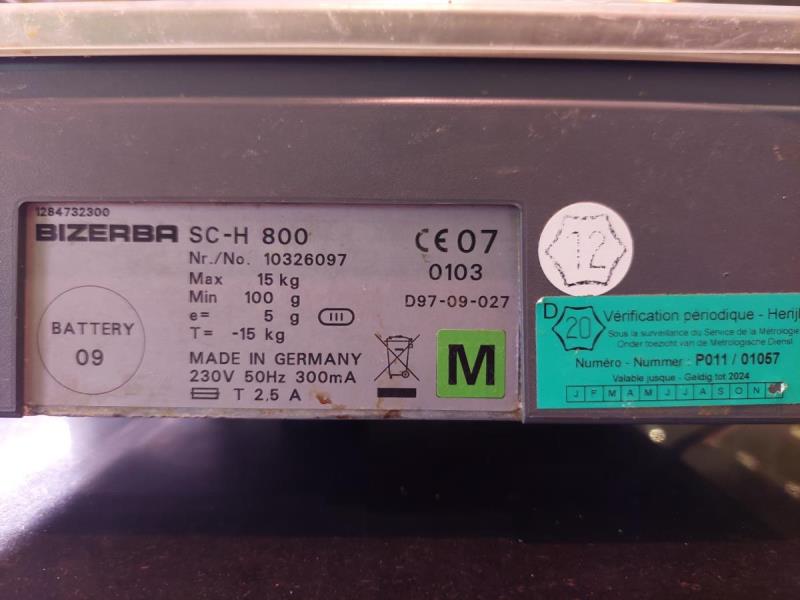 1284732300
BIZERBA SC-H 800
Nr./No. 10326097
Max 15 kg
Min 100 g
e= 5 g III
T= -15 kg
MADE IN GERMANY
230V 50Hz 300mA
T 2,5 A
BATTERY
09
CE 07
0103
D97-09-027
M
12
D
20
Vérification périodique - Herij
Sous la surveillance du Service de la Métrologie
Onder toezicht van de Metrologische Dienst
Numéro - Nummer : P011 / 01057
Valable jusque - Geldig tot 2024
J F M A M J J A S O N